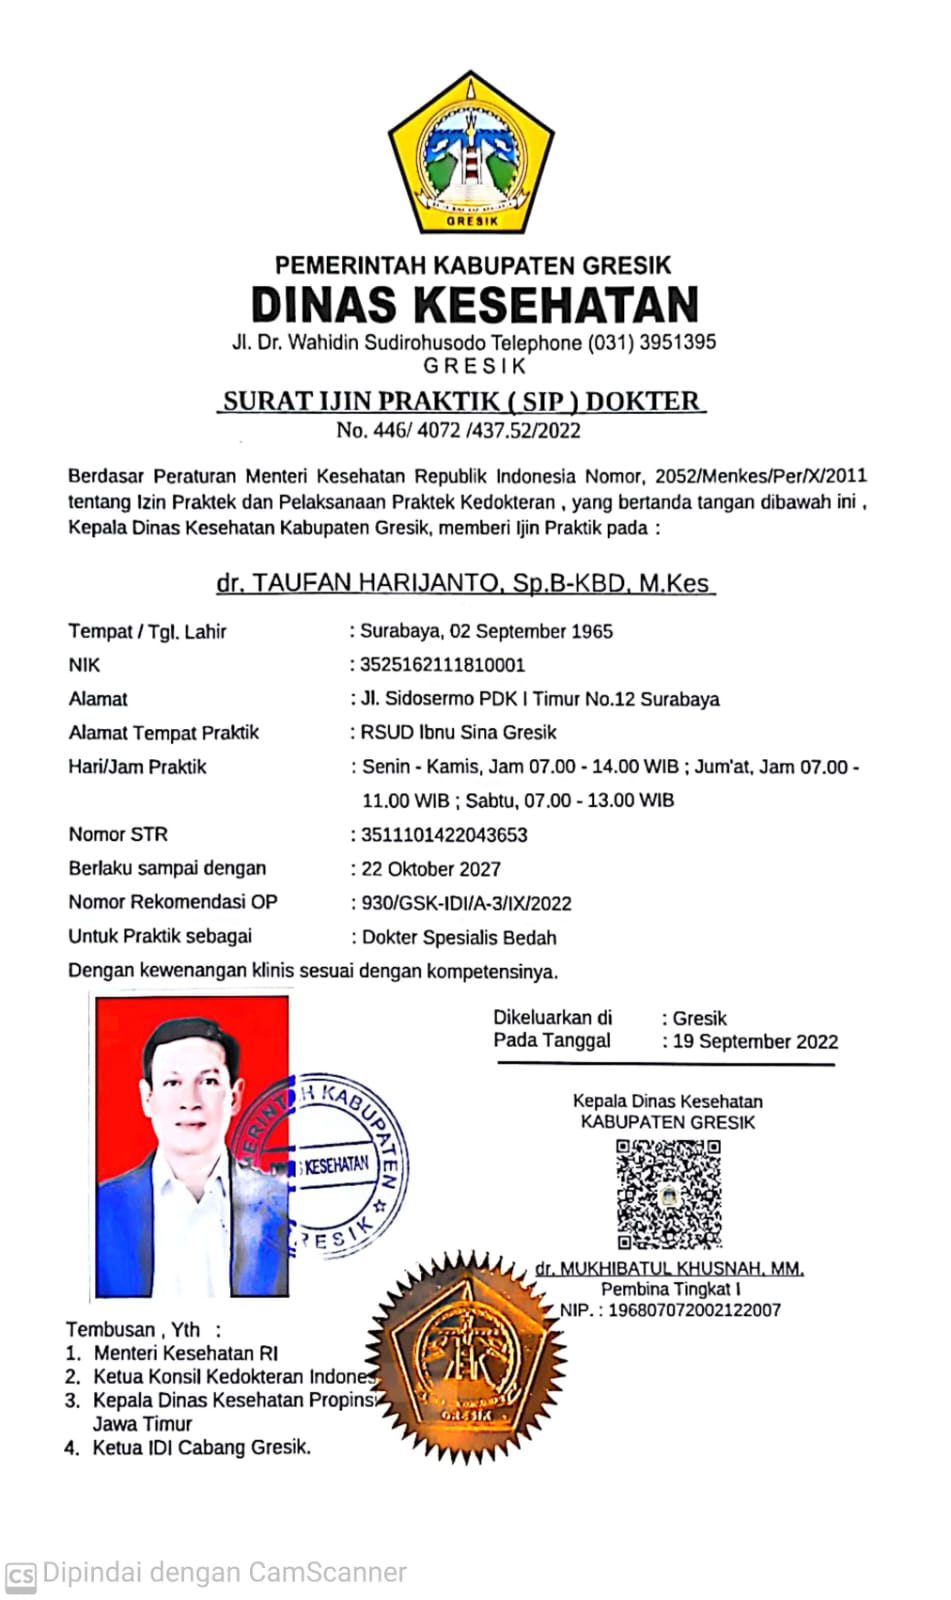 GRESIK
PEMERINTAH KABUPATEN GRESIK
DINAS KESEHATAN
Jl. Dr. Wahidin Sudirohusodo Telephone (031) 3951395
G R E S I K
SURAT IJIN PRAKTIK ( SIP ) DOKTER
No. 446/ 4072 /437.52/2022
Berdasar Peraturan Menteri Kesehatan Republik Indonesia Nomor, 2052/Menkes/Per/X/2011
tentang Izin Praktek dan Pelaksanaan Praktek Kedokteran , yang bertanda tangan dibawah ini ,
Kepala Dinas Kesehatan Kabupaten Gresik, memberi Ijin Praktik pada :
dr. TAUFAN HARIJANTO, Sp.B-KBD, M.Kes
Tempat / Tgl. Lahir : Surabaya, 02 September 1965
NIK : 3525162111810001
Alamat : Jl. Sidosermo PDK I Timur No.12 Surabaya
Alamat Tempat Praktik : RSUD Ibnu Sina Gresik
Hari/Jam Praktik : Senin - Kamis, Jam 07.00 - 14.00 WIB ; Jum'at, Jam 07.00 -
11.00 WIB ; Sabtu, 07.00 - 13.00 WIB
Nomor STR : 3511101422043653
Berlaku sampai dengan : 22 Oktober 2027
Nomor Rekomendasi OP : 930/GSK-IDI/A-3/IX/2022
Untuk Praktik sebagai : Dokter Spesialis Bedah
Dengan kewenangan klinis sesuai dengan kompetensinya.
Dikeluarkan di : Gresik
Pada Tanggal : 19 September 2022
Kepala Dinas Kesehatan
KABUPATEN GRESIK
KABUPATEN
KESEHATAN
dr. MUKHIBATUL KHUSNAH, MM.
Pembina Tingkat I
NIP. : 196807072002122007
Tembusan , Yth :
1. Menteri Kesehatan RI
2. Ketua Konsil Kedokteran Indones
3. Kepala Dinas Kesehatan Propinsi
Jawa Timur
4. Ketua IDI Cabang Gresik.
GRESIK
CS Dipindai dengan CamScanner